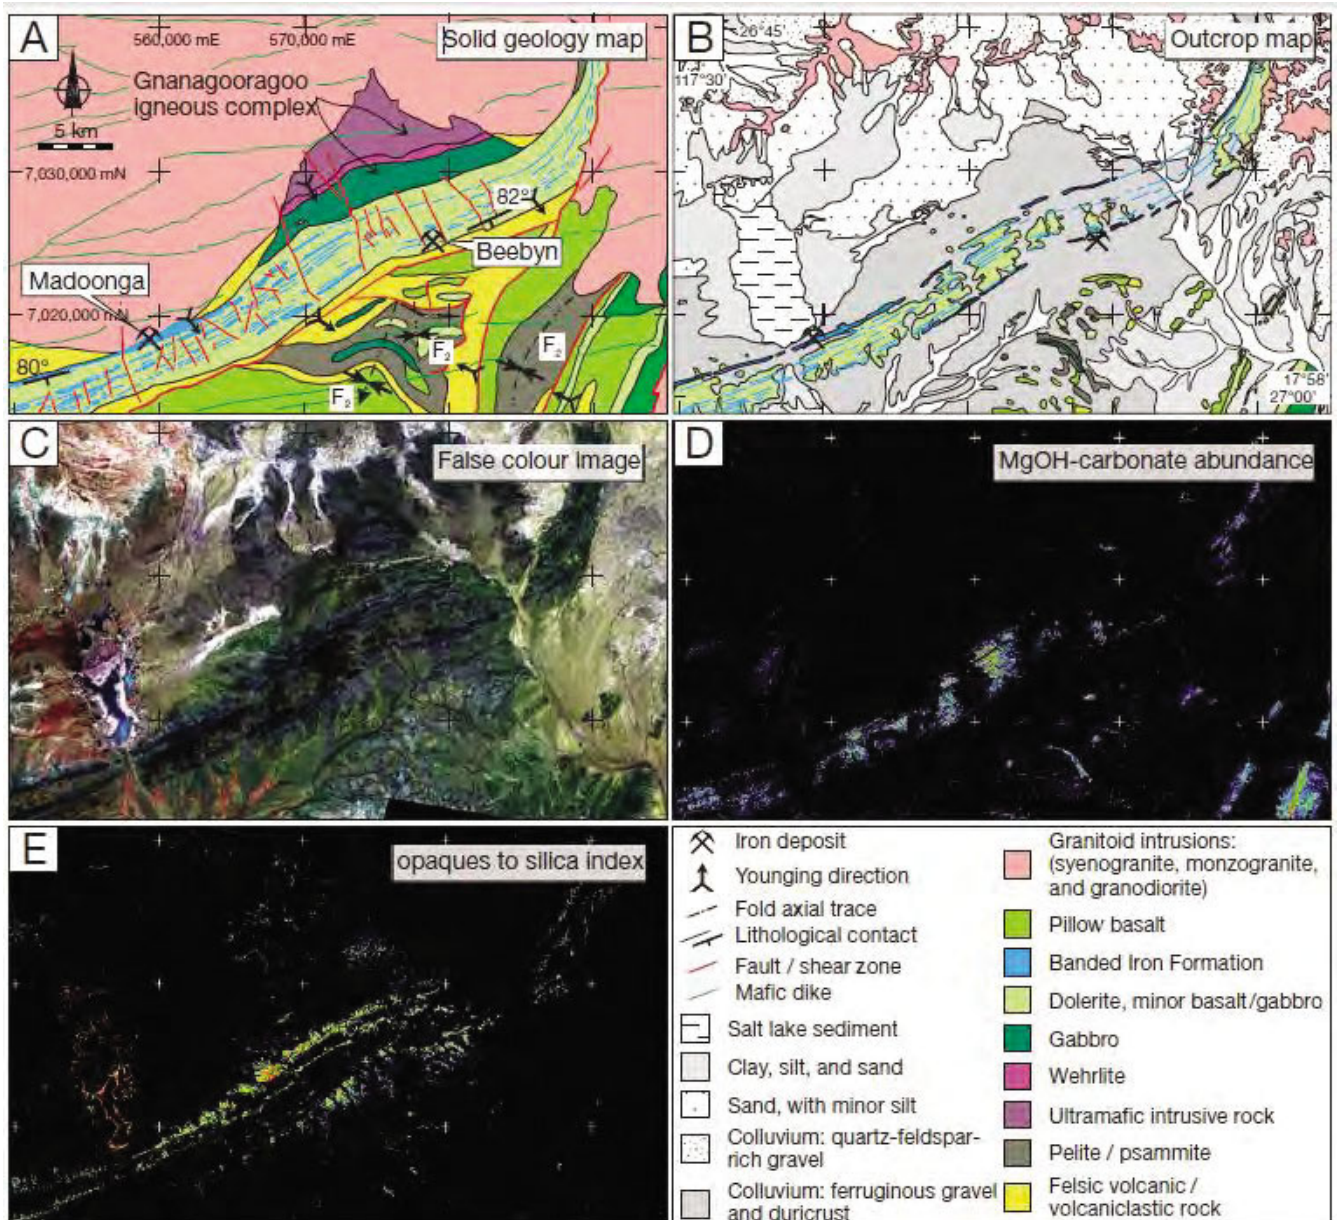 A
560,000 mE
570,000 mE
Solid geology map
Gnanagooragoo
igneous complex
5 km
7,030,000 mN
82°
Beebyn
Madoonga
7,020,000 mN
80°
F2
F2
F2
B
26°45'
Outcrop map
117°30'
17°58'
27°00'
C
False colour image
D
MgOH-carbonate abundance
E
opaques to silica index
Iron deposit
Younging direction
Fold axial trace
Lithological contact
Fault / shear zone
Mafic dike
Salt lake sediment
Clay, silt, and sand
Sand, with minor silt
Colluvium: quartz-feldspar-
rich gravel
Colluvium: ferruginous gravel
and duricrust
Granitoid intrusions:
(syenogranite, monzogranite,
and granodiorite)
Pillow basalt
Banded Iron Formation
Dolerite, minor basalt/gabbro
Gabbro
Wehrlite
Ultramafic intrusive rock
Pelite / psammite
Felsic volcanic /
volcaniclastic rock